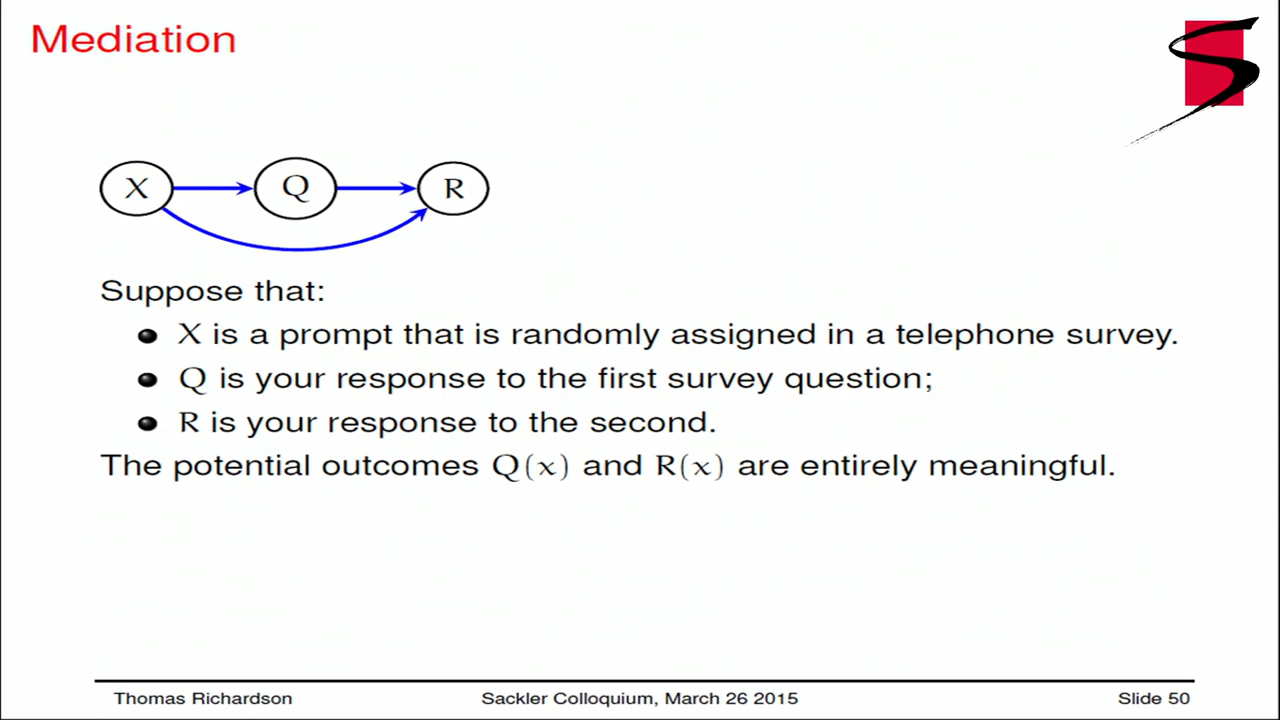 Mediation
X Q R
Suppose that:
X is a prompt that is randomly assigned in a telephone survey.
Q is your response to the first survey question;
R is your response to the second.
The potential outcomes Q(x) and R(x) are entirely meaningful.
Thomas Richardson Sackler Colloquium, March 26 2015 Slide 50